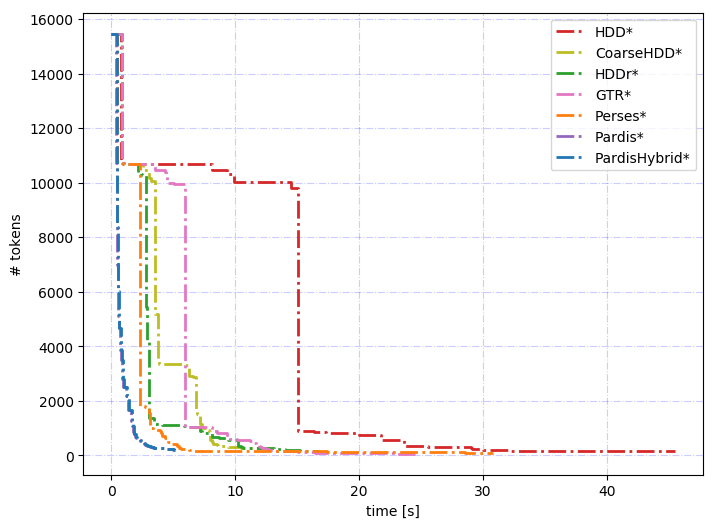 16000
14000
12000
10000
8000
6000
4000
2000
0
# tokens
0 10 20 30 40
time [s]
HDD*
CoarseHDD*
HDDr*
GTR*
Perses*
Pardis*
PardisHybrid*